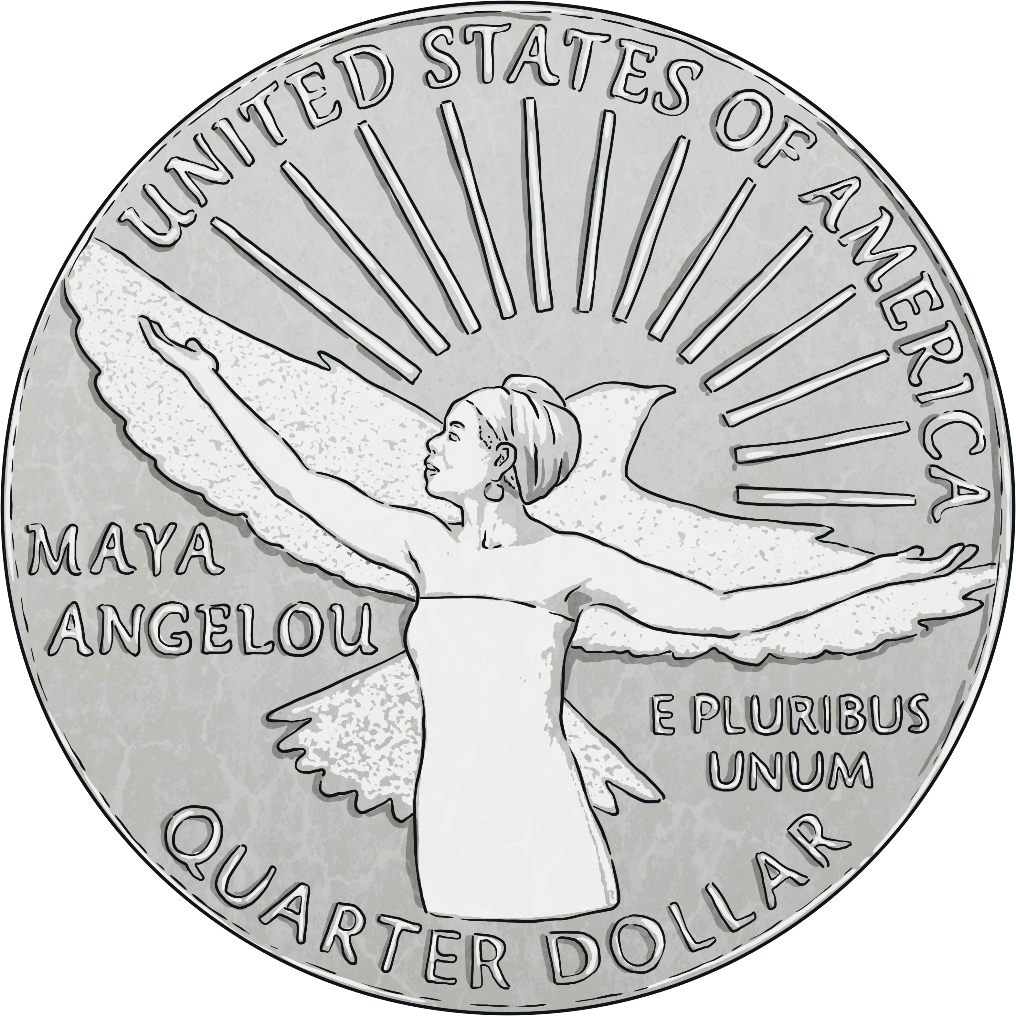 UNITED STATES OF AMERICA
MAYA
ANGELOU
E PLURIBUS
UNUM
QUARTER DOLLAR